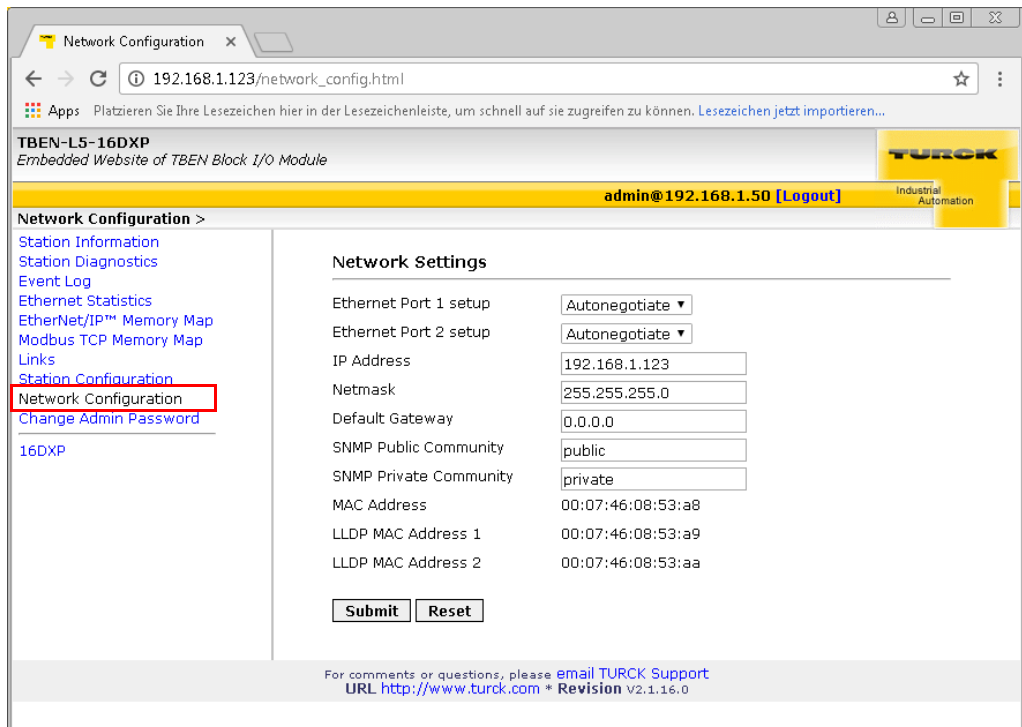 Network Configuration
192.168.1.123/network_config.html
Apps Platzieren Sie Ihre Lesezeichen hier in der Lesezeichenleiste, um schnell auf sie zugreifen zu können. Lesezeichen jetzt importieren...
TBEN-L5-16DXP
Embedded Website of TBEN Block I/O Module
TURCK
admin@192.168.1.50 [Logout]
Industrial
Automation
Network Configuration >
Station Information
Station Diagnostics
Event Log
Ethernet Statistics
EtherNet/IP™ Memory Map
Modbus TCP Memory Map
Links
Station Configuration
Network Configuration
Change Admin Password
16DXP
Network Settings
Ethernet Port 1 setup Autonegotiate
Ethernet Port 2 setup Autonegotiate
IP Address 192.168.1.123
Netmask 255.255.255.0
Default Gateway 0.0.0.0
SNMP Public Community public
SNMP Private Community private
MAC Address 00:07:46:08:53:a8
LLDP MAC Address 1 00:07:46:08:53:a9
LLDP MAC Address 2 00:07:46:08:53:aa
Submit Reset
For comments or questions, please email TURCK Support
URL http://www.turck.com * Revision V2.1.16.0